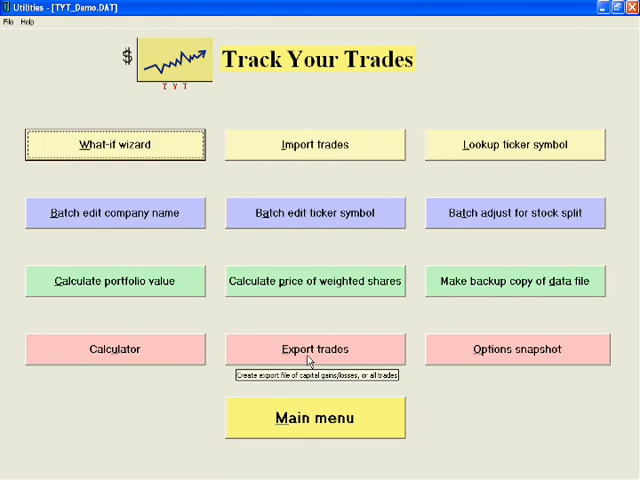 Utilities - [TYT_Demo.DAT]
File Help
$
Track Your Trades
T Y T
What-if wizard
Import trades
Lookup ticker symbol
Batch edit company name
Batch edit ticker symbol
Batch adjust for stock split
Calculate portfolio value
Calculate price of weighted shares
Make backup copy of data file
Calculator
Export trades
Options snapshot
Create export file of capital gains/losses, or all trades
Main menu